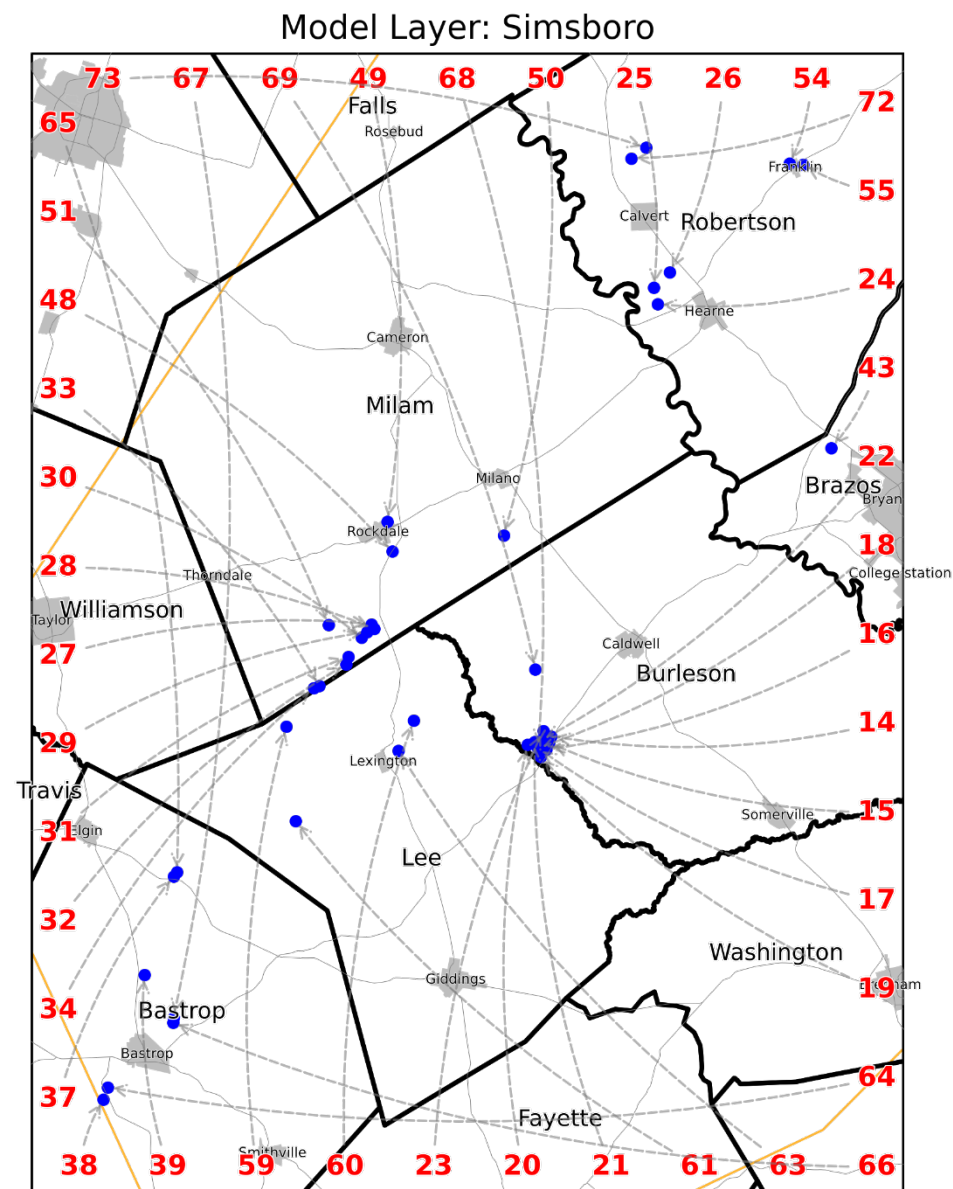 Model Layer: Simsboro
73 67 69 49 68 50 25 26 54
72
Falls
65
Rosebud
Franklin
55
51
Calvert
Robertson
24
48
Hearne
Cameron
43
33
Milam
22
30
Milano
Brazos
Bryan
Rockdale
18
28
Thorndale
College station
Williamson
Taylor
16
27
Caldwell
Burleson
14
29
Lexington
Travis
15
Somerville
31
Elgin
Lee
17
32
Washington
Giddings
19
34
Bastrop
Bastrop
64
37
Fayette
Smithville
38 39 59 60 23 20 21 61 63 66